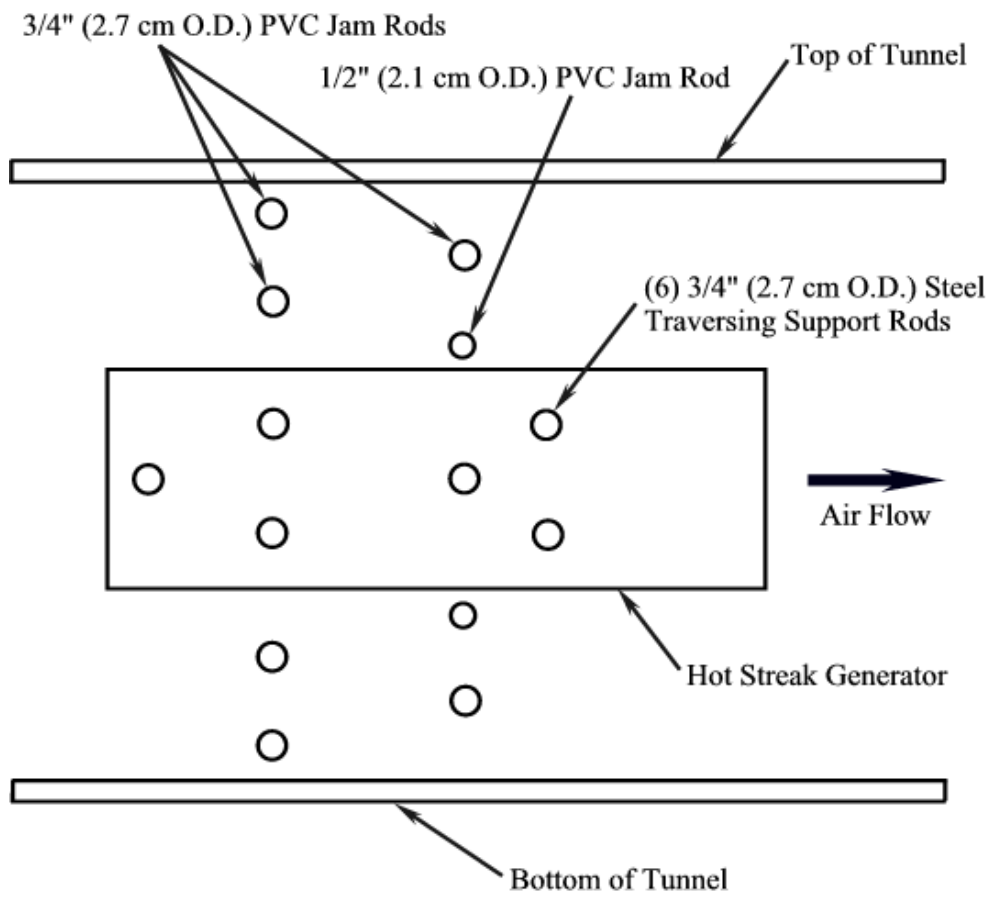 3/4" (2.7 cm O.D.) PVC Jam Rods
Top of Tunnel
1/2" (2.1 cm O.D.) PVC Jam Rod
(6) 3/4" (2.7 cm O.D.) Steel
Traversing Support Rods
Air Flow
Hot Streak Generator
Bottom of Tunnel